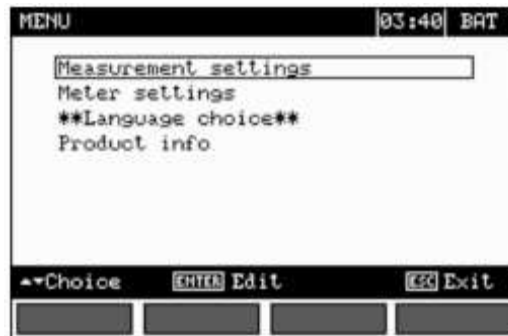 MENU 03:40 BAT
Measurement settings
Meter settings
**Language choice**
Product info
▲▼Choice ENTER Edit ESC Exit